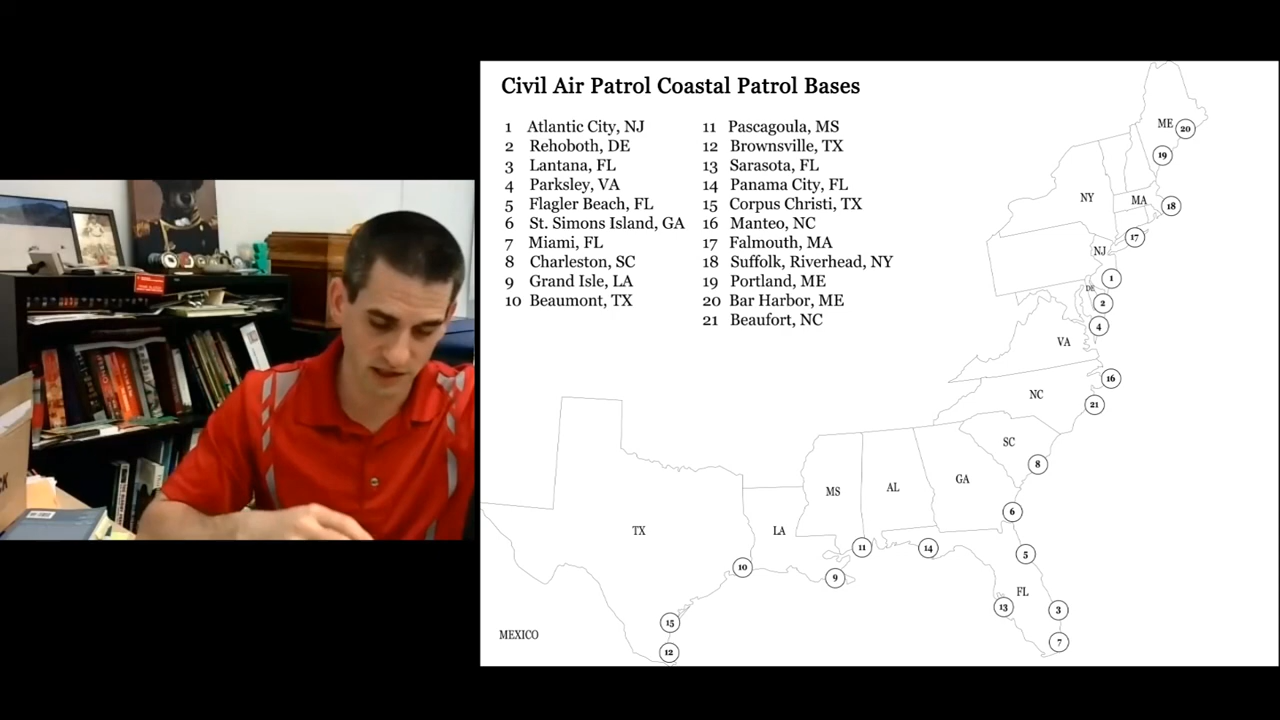 Civil Air Patrol Coastal Patrol Bases
1 Atlantic City, NJ
2 Rehoboth, DE
3 Lantana, FL
4 Parksley, VA
5 Flagler Beach, FL
6 St. Simons Island, GA
7 Miami, FL
8 Charleston, SC
9 Grand Isle, LA
10 Beaumont, TX
11 Pascagoula, MS
12 Brownsville, TX
13 Sarasota, FL
14 Panama City, FL
15 Corpus Christi, TX
16 Manteo, NC
17 Falmouth, MA
18 Suffolk, Riverhead, NY
19 Portland, ME
20 Bar Harbor, ME
21 Beaufort, NC
ME 20
19
NY MA 18
17
NJ
1
DE
2
4
VA
16
NC
21
SC
8
GA
MS AL
6
TX LA
11 14
5
10
9
FL
13 3
15
MEXICO
7
12